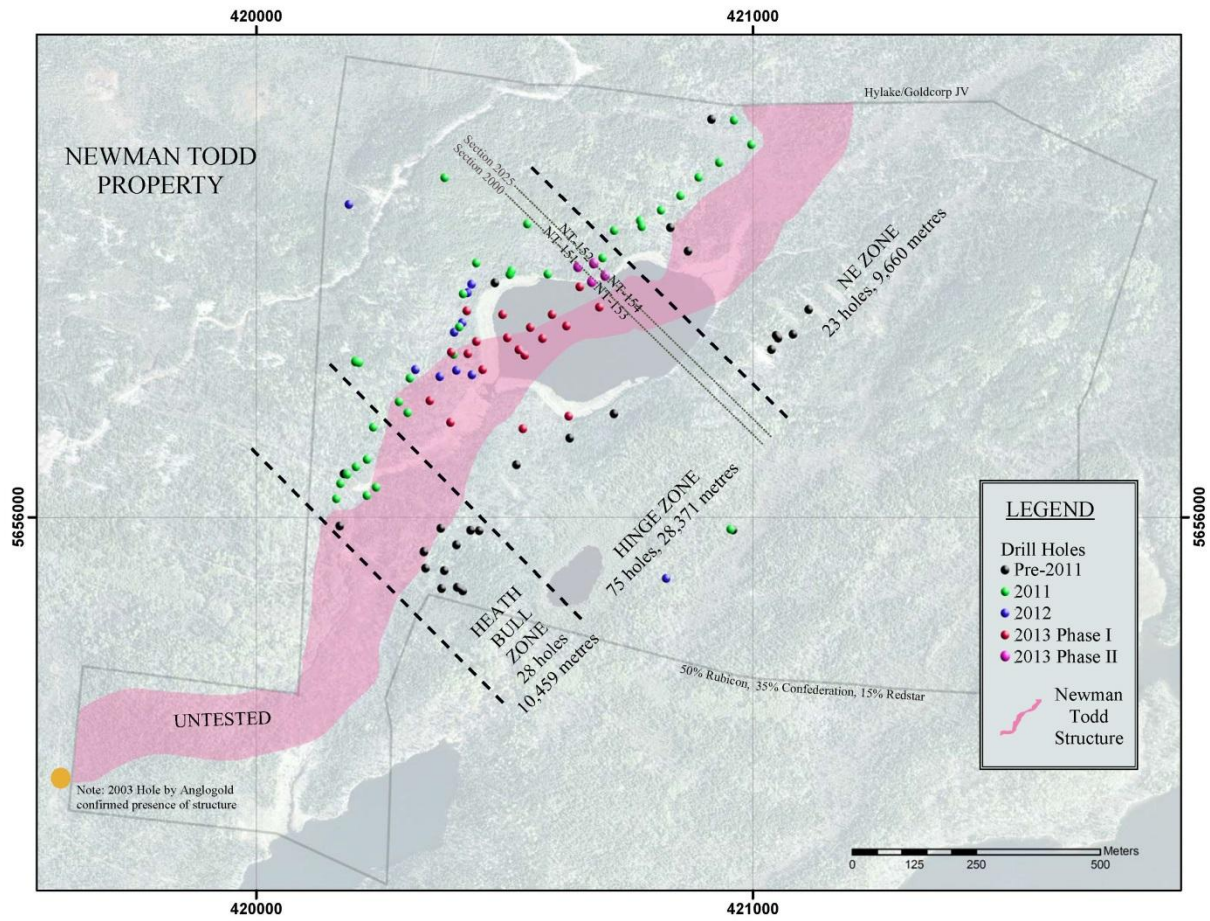 420000
421000
Hylake/Goldcorp JV
NEWMAN TODD
PROPERTY
Section 2025
Section 2000
NT-152
NT-151
NT-154
NT-153
NE ZONE
23 holes, 9,660 metres
HINGE ZONE
75 holes, 28,371 metres
HEATH
BULL
ZONE
28 holes
10,459 metres
5656000
5656000
50% Rubicon, 35% Confederation, 15% Redstar
UNTESTED
Note: 2003 Hole by Anglogold
confirmed presence of structure
LEGEND
Drill Holes
Pre-2011
2011
2012
2013 Phase I
2013 Phase II
Newman
Todd
Structure
Meters
0 125 250 500
420000
421000